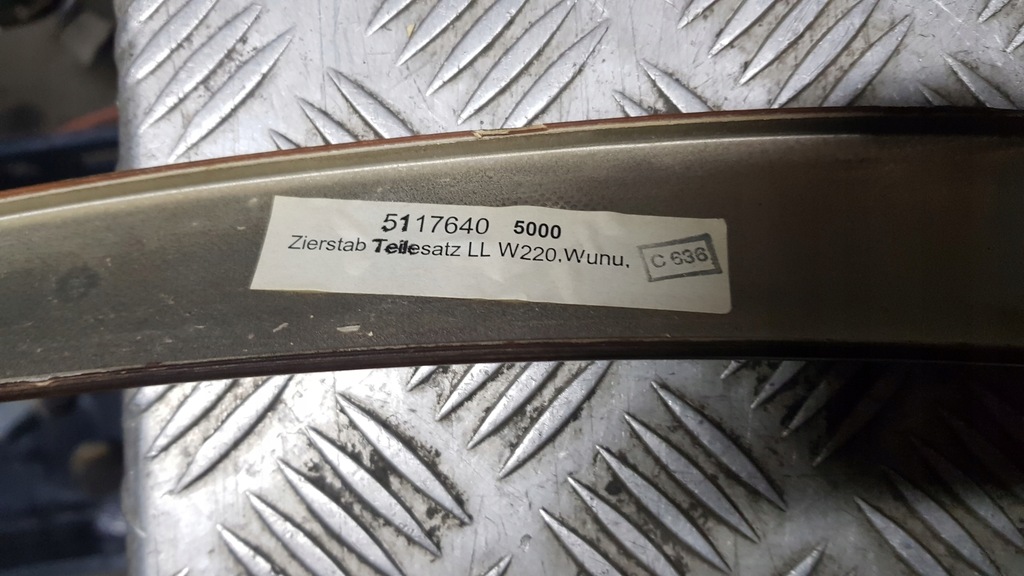 5117640 5000
Zierstab Teilesatz LL W220,Wunu,
C 636